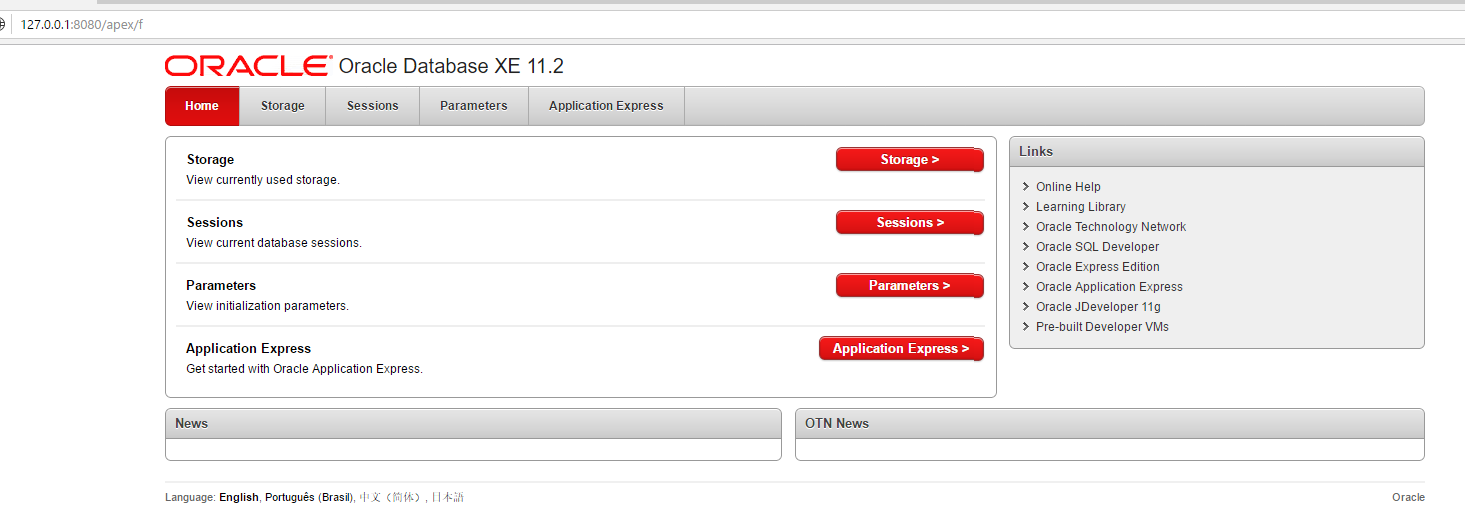 127.0.0.1:8080/apex/f
ORACLE® Oracle Database XE 11.2
Home Storage Sessions Parameters Application Express
Storage
View currently used storage.
Storage >
Sessions
View current database sessions.
Sessions >
Parameters
View initialization parameters.
Parameters >
Application Express
Get started with Oracle Application Express.
Application Express >
Links
Online Help
Learning Library
Oracle Technology Network
Oracle SQL Developer
Oracle Express Edition
Oracle Application Express
Oracle JDeveloper 11g
Pre-built Developer VMs
News
OTN News
Language: English, Português (Brasil), 中文（简体）, 日本語
Oracle